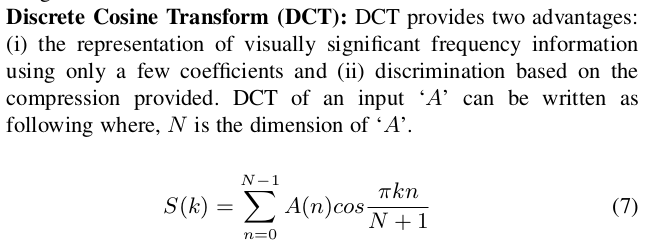 Discrete Cosine Transform (DCT): DCT provides two advantages:
(i) the representation of visually significant frequency information
using only a few coefficients and (ii) discrimination based on the
compression provided. DCT of an input ‘A’ can be written as
following where, N is the dimension of ‘A’.
S(k) = \sum_{n=0}^{N-1} A(n)cos\frac{\pi kn}{N+1} (7)